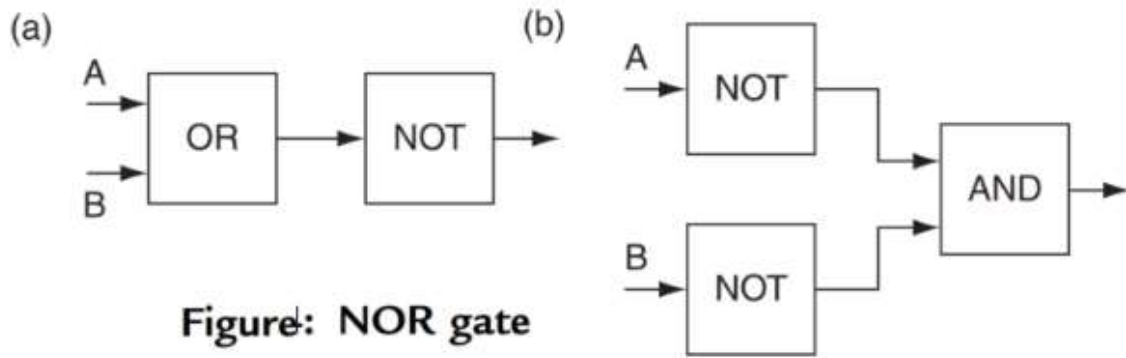 (a)
A
OR
NOT
B
(b)
A
NOT
AND
B
NOT
Figure: NOR gate